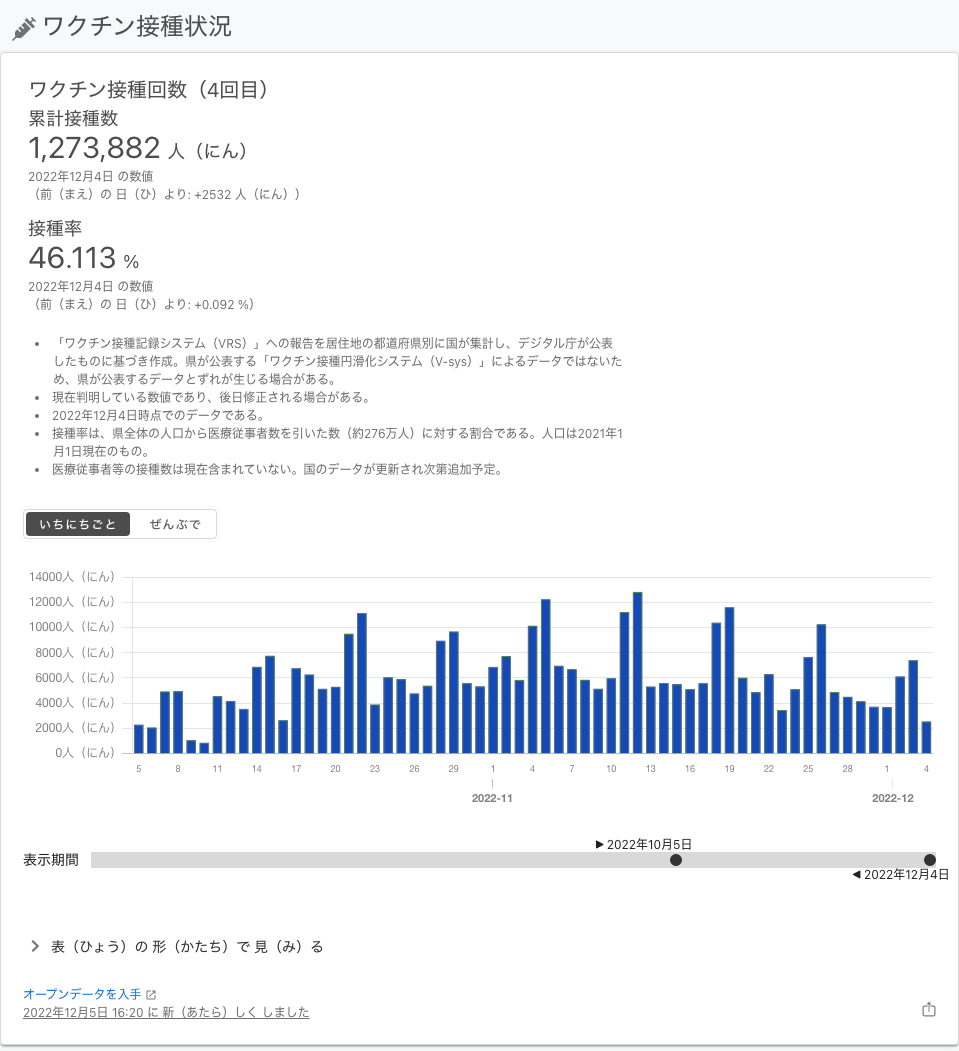 ワクチン接種状況
ワクチン接種回数（4回目）
累計接種数
1,273,882 人（にん）
2022年12月4日 の数値
（前（まえ）の 日（ひ）より: +2532 人（にん））
接種率
46.113 %
2022年12月4日 の数値
（前（まえ）の 日（ひ）より: +0.092 %）
• 「ワクチン接種記録システム（VRS）」への報告を居住地の都道府県別に国が集計し、デジタル庁が公表
したものに基づき作成。県が公表する「ワクチン接種円滑化システム（V-sys）」によるデータではないた
め、県が公表するデータとずれが生じる場合がある。
• 現在判明している数値であり、後日修正される場合がある。
• 2022年12月4日時点でのデータである。
• 接種率は、県全体の人口から医療従事者数を引いた数（約276万人）に対する割合である。人口は2021年1
月1日現在のもの。
• 医療従事者等の接種数は現在含まれていない。国のデータが更新され次第追加予定。
いちにちごと ぜんぶで
14000人（にん）
12000人（にん）
10000人（にん）
8000人（にん）
6000人（にん）
4000人（にん）
2000人（にん）
0人（にん）
5 8 11 14 17 20 23 26 29 1 4 7 10 13 16 19 22 25 28 1 4
2022-11 2022-12
▶ 2022年10月5日
表示期間
◀ 2022年12月4日
表（ひょう）の 形（かたち）で 見（み）る
オープンデータを入手
2022年12月5日 16:20 に 新（あたら）しく しました